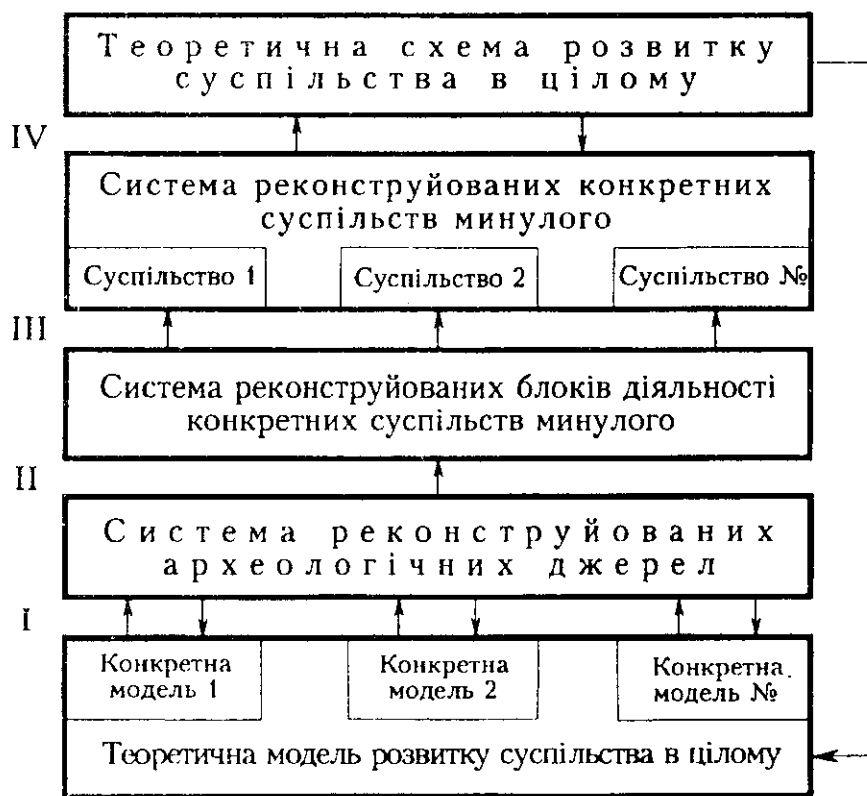 Теоретична схема розвитку
суспільства в цілому
IV
Система реконструйованих конкретних
суспільств минулого
Суспільство 1 Суспільство 2 Суспільство №
III
Система реконструйованих блоків діяльності
конкретних суспільств минулого
II
Система реконструйованих
археологічних джерел
I
Конкретна Конкретна Конкретна
модель 1 модель 2 модель №
Теоретична модель розвитку суспільства в цілому